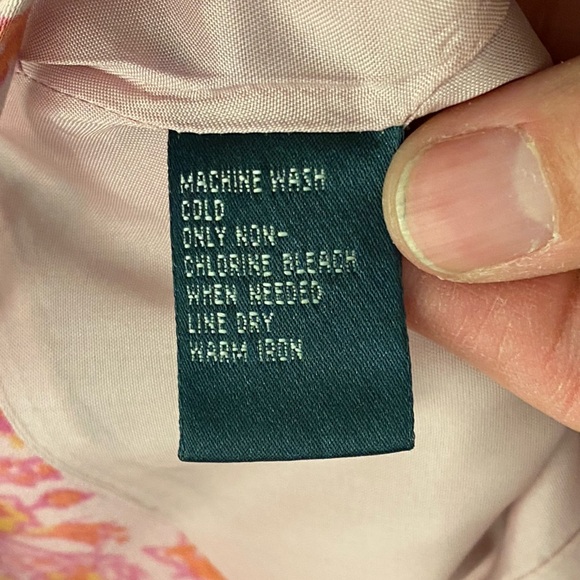 MACHINE WASH
COLD
ONLY NON-
CHLORINE BLEACH
WHEN NEEDED
LINE DRY
WARM IRON